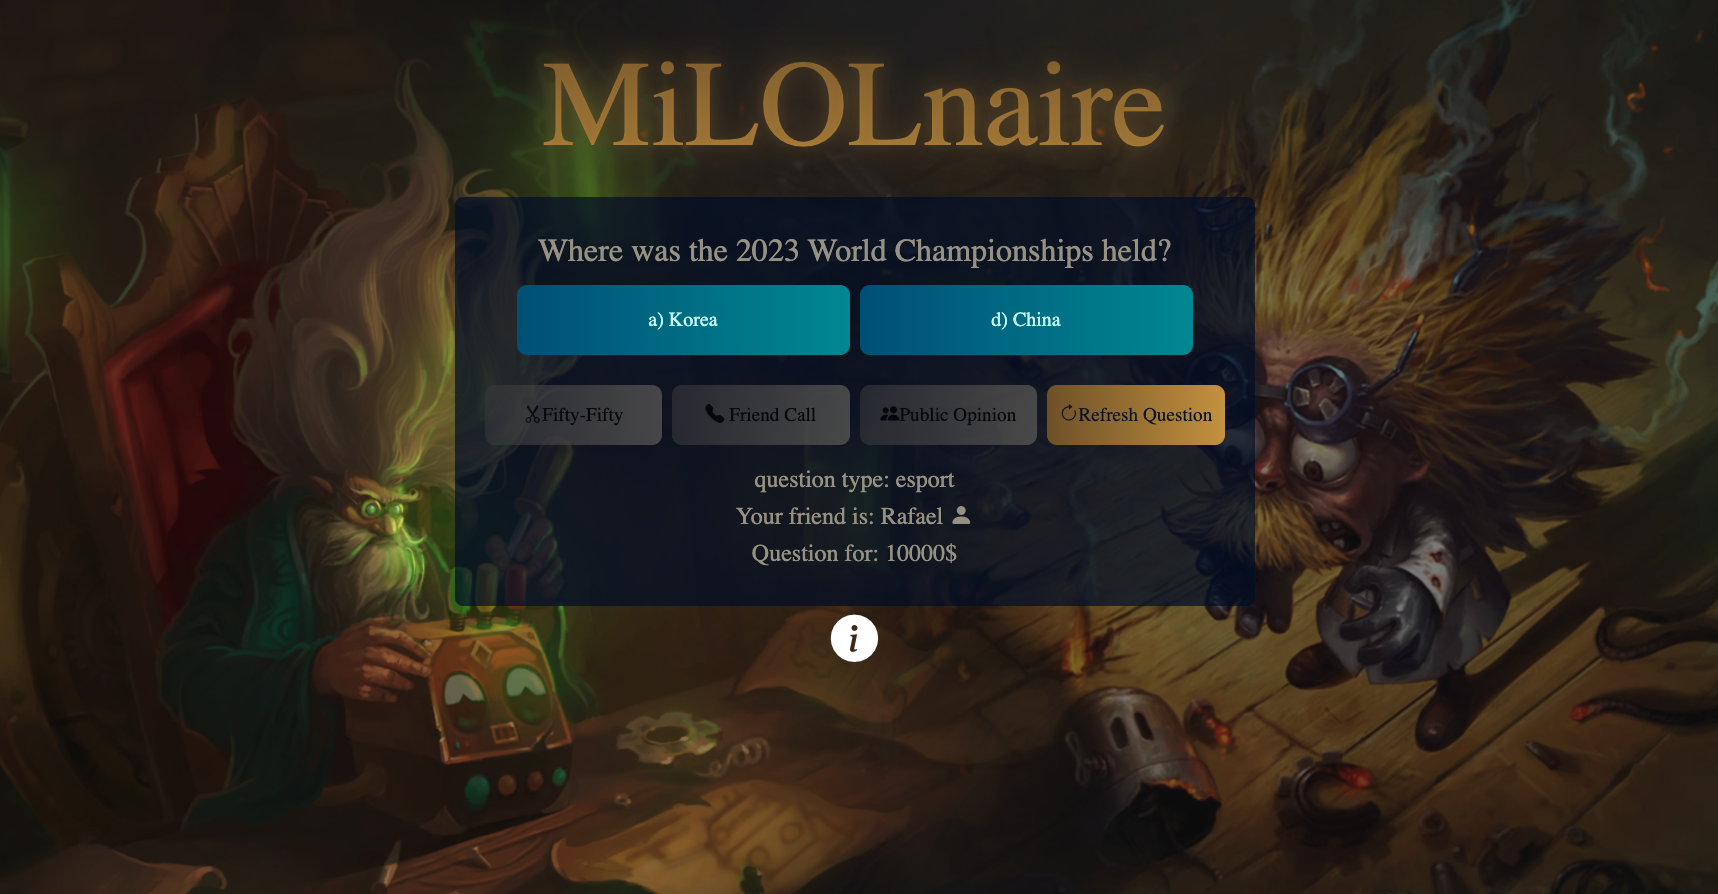 MiLOLnaire
Where was the 2023 World Championships held?
a) Korea
d) China
Fifty-Fifty
Friend Call
Public Opinion
Refresh Question
question type: esport
Your friend is: Rafael
Question for: 10000$
i